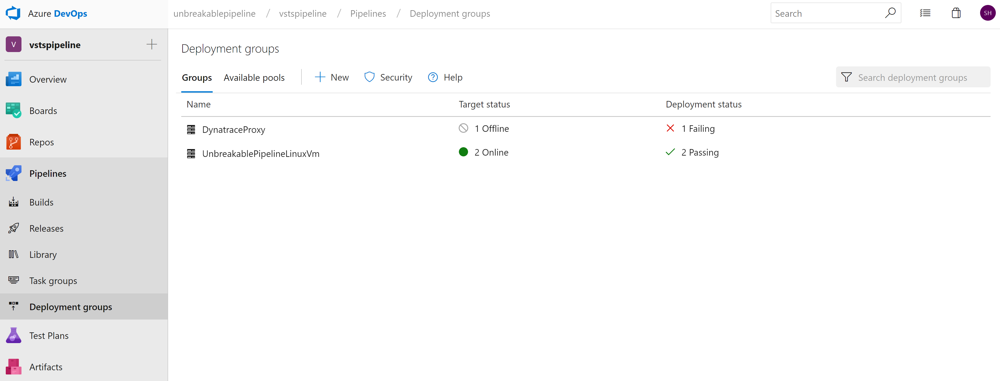 Azure DevOps
unbreakablepipeline / vstspipeline / Pipelines / Deployment groups
Search
SH
V
vstspipeline
Overview
Boards
Repos
Pipelines
Builds
Releases
Library
Task groups
Deployment groups
Test Plans
Artifacts
Deployment groups
Groups Available pools New Security Help
Search deployment groups
Name Target status Deployment status
DynatraceProxy 1 Offline 1 Failing
UnbreakablePipelineLinuxVm 2 Online 2 Passing